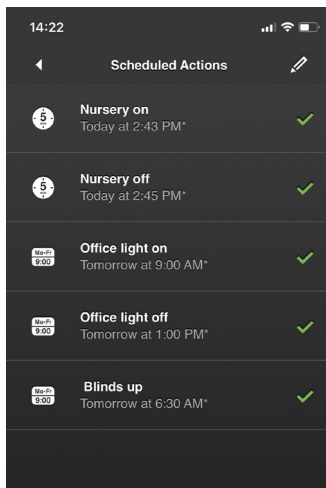 14:22
Scheduled Actions
5
Nursery on
Today at 2:43 PM*
5
Nursery off
Today at 2:45 PM*
Mo-Fr
9:00
Office light on
Tomorrow at 9:00 AM*
Mo-Fr
9:00
Office light off
Tomorrow at 1:00 PM*
Mo-Fr
9:00
Blinds up
Tomorrow at 6:30 AM*